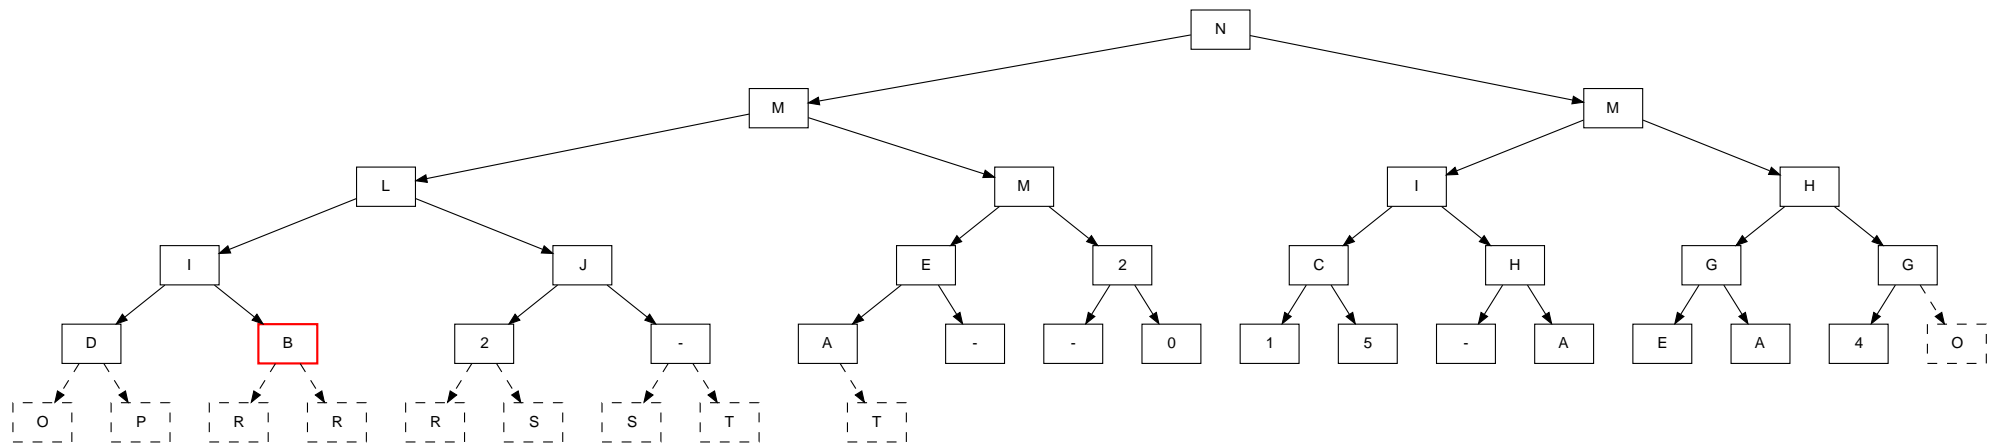 N
M M
L M I H
I J E 2 C H G G
D B 2 - A - - 0 1 5 - A E A 4 O
O P R R R S S T T